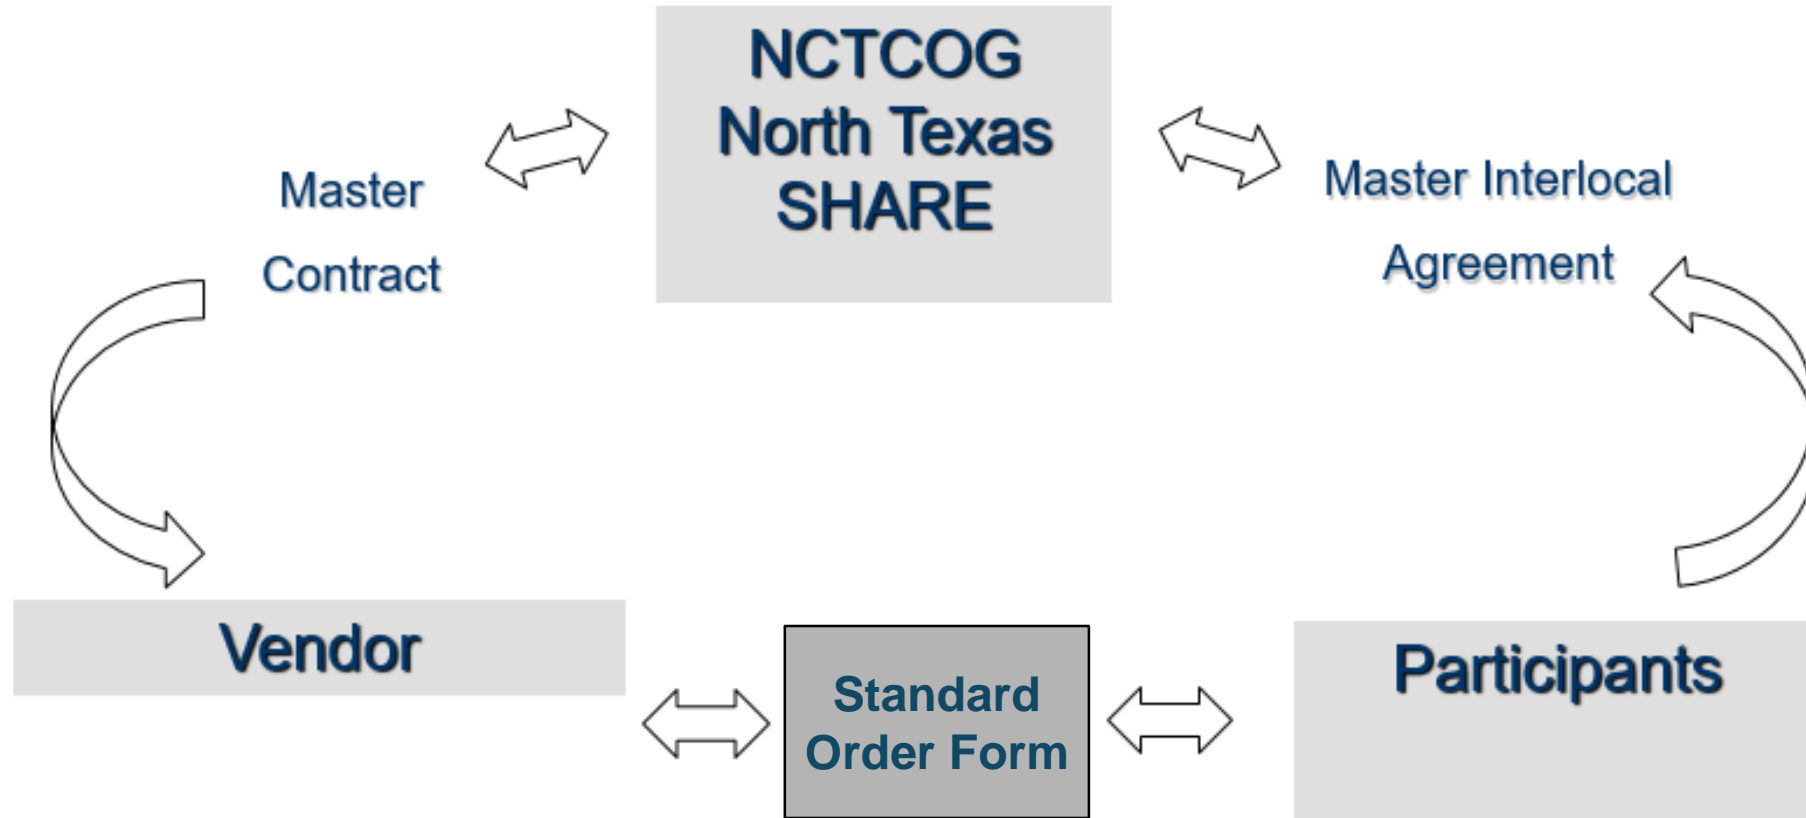 NCTCOG
North Texas
SHARE
Master
Contract
Master Interlocal
Agreement
Vendor
Standard
Order Form
Participants